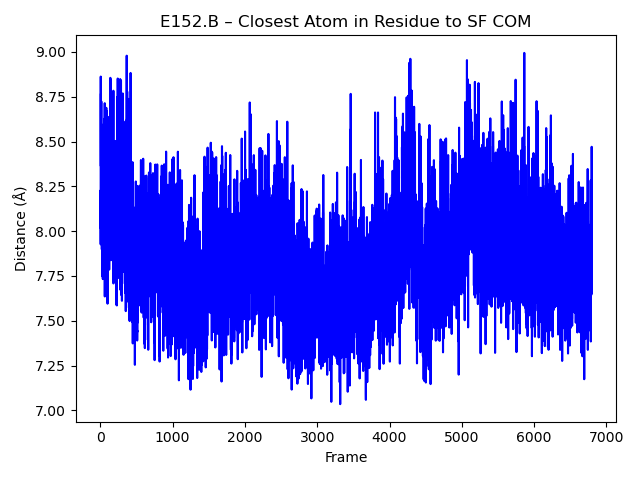 E152.B – Closest Atom in Residue to SF COM
9.00
8.75
8.50
8.25
8.00
7.75
7.50
7.25
7.00
Distance (Å)
0 1000 2000 3000 4000 5000 6000 7000
Frame